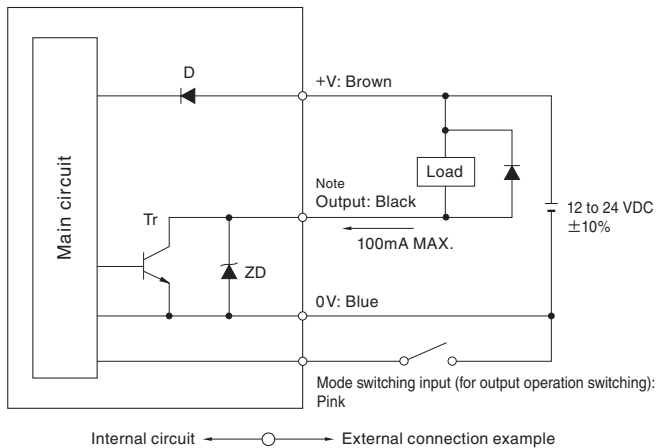 D
+V: Brown
Main circuit
Load
Note
Output: Black
12 to 24 VDC
±10%
Tr
100mA MAX.
ZD
0V: Blue
Mode switching input (for output operation switching):
Pink
Internal circuit
External connection example